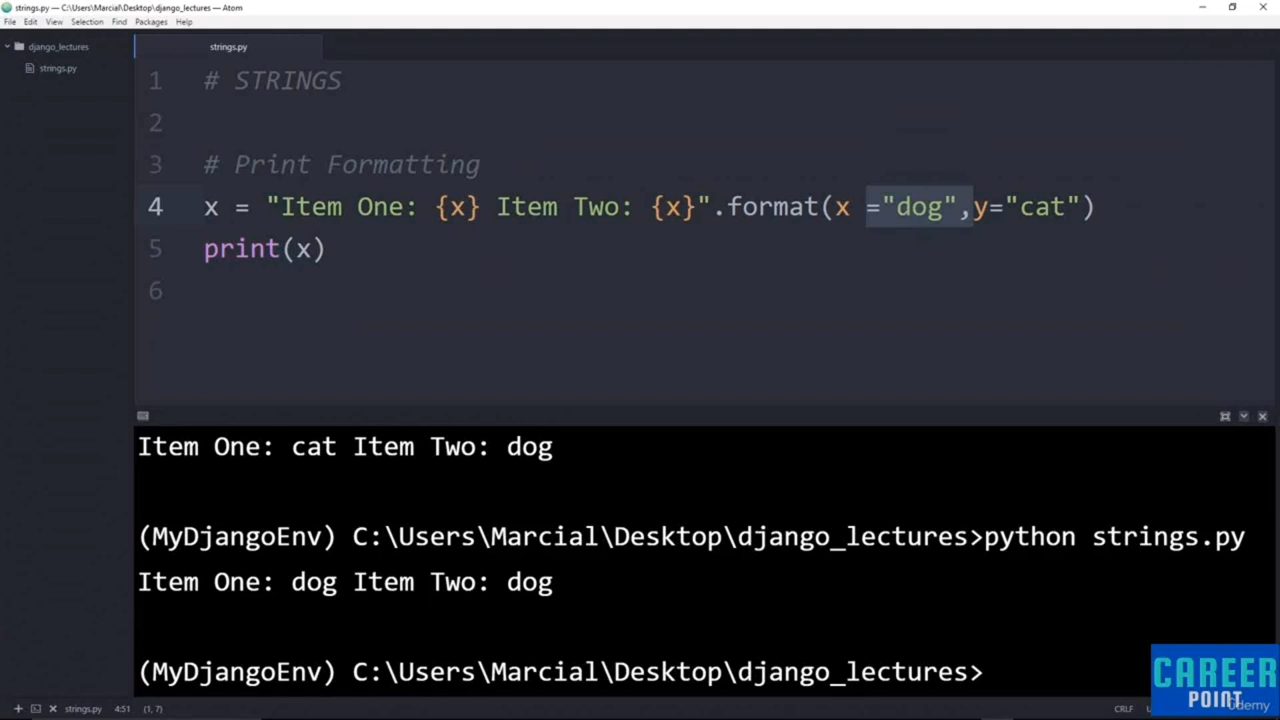 strings.py — C:\Users\Marcial\Desktop\django_lectures — Atom
File Edit View Selection Find Packages Help
django_lectures
strings.py
strings.py
1 # STRINGS
2
3 # Print Formatting
4 x = "Item One: {x} Item Two: {x}".format(x ="dog",y="cat")
5 print(x)
6
Item One: cat Item Two: dog
(MyDjangoEnv) C:\Users\Marcial\Desktop\django_lectures>python strings.py
Item One: dog Item Two: dog
(MyDjangoEnv) C:\Users\Marcial\Desktop\django_lectures>
CAREER
POINT
Udemy
strings.py 4:51 (1, 7) CRLF